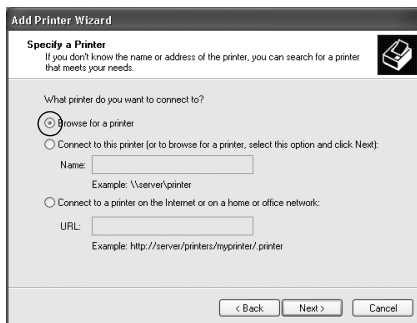 Add Printer Wizard
Specify a Printer
If you don't know the name or address of the printer, you can search for a printer
that meets your needs.
What printer do you want to connect to?
Browse for a printer
Connect to this printer (or to browse for a printer, select this option and click Next):
Name:
Example: \\server\printer
Connect to a printer on the Internet or on a home or office network:
URL:
Example: http://server/printers/myprinter/.printer
< Back Next > Cancel